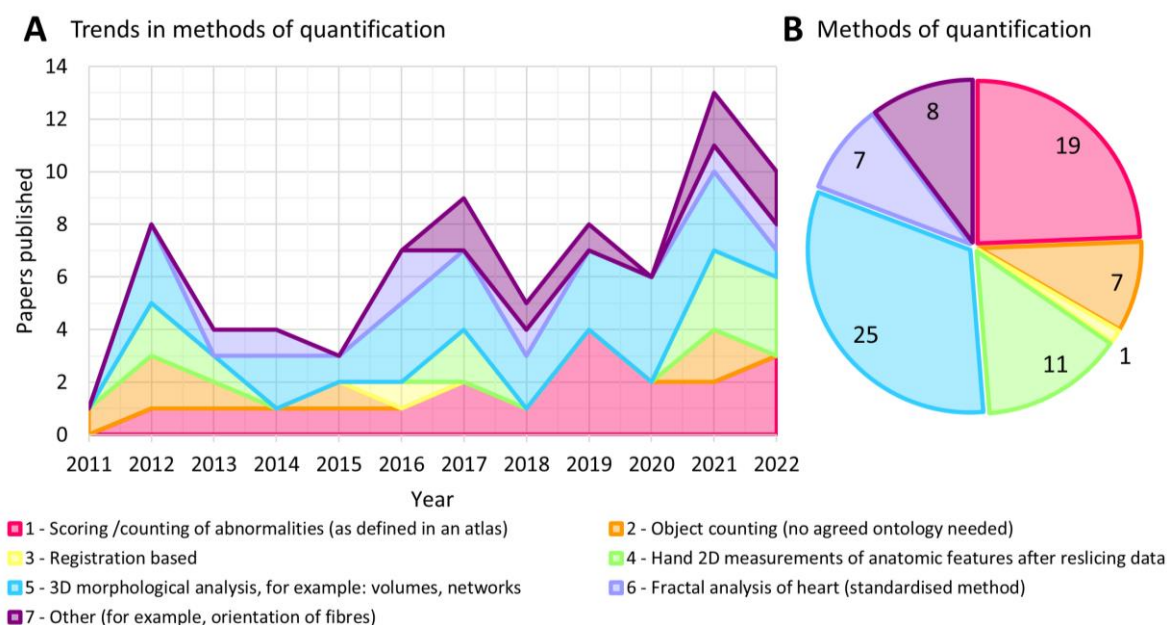 A Trends in methods of quantification
B Methods of quantification
Papers published
14
12
10
8
6
4
2
0
2011 2012 2013 2014 2015 2016 2017 2018 2019 2020 2021 2022
Year
8
19
7
7
1
11
25
1 - Scoring /counting of abnormalities (as defined in an atlas)
2 - Object counting (no agreed ontology needed)
3 - Registration based
4 - Hand 2D measurements of anatomic features after reslicing data
5 - 3D morphological analysis, for example: volumes, networks
6 - Fractal analysis of heart (standardised method)
7 - Other (for example, orientation of fibres)